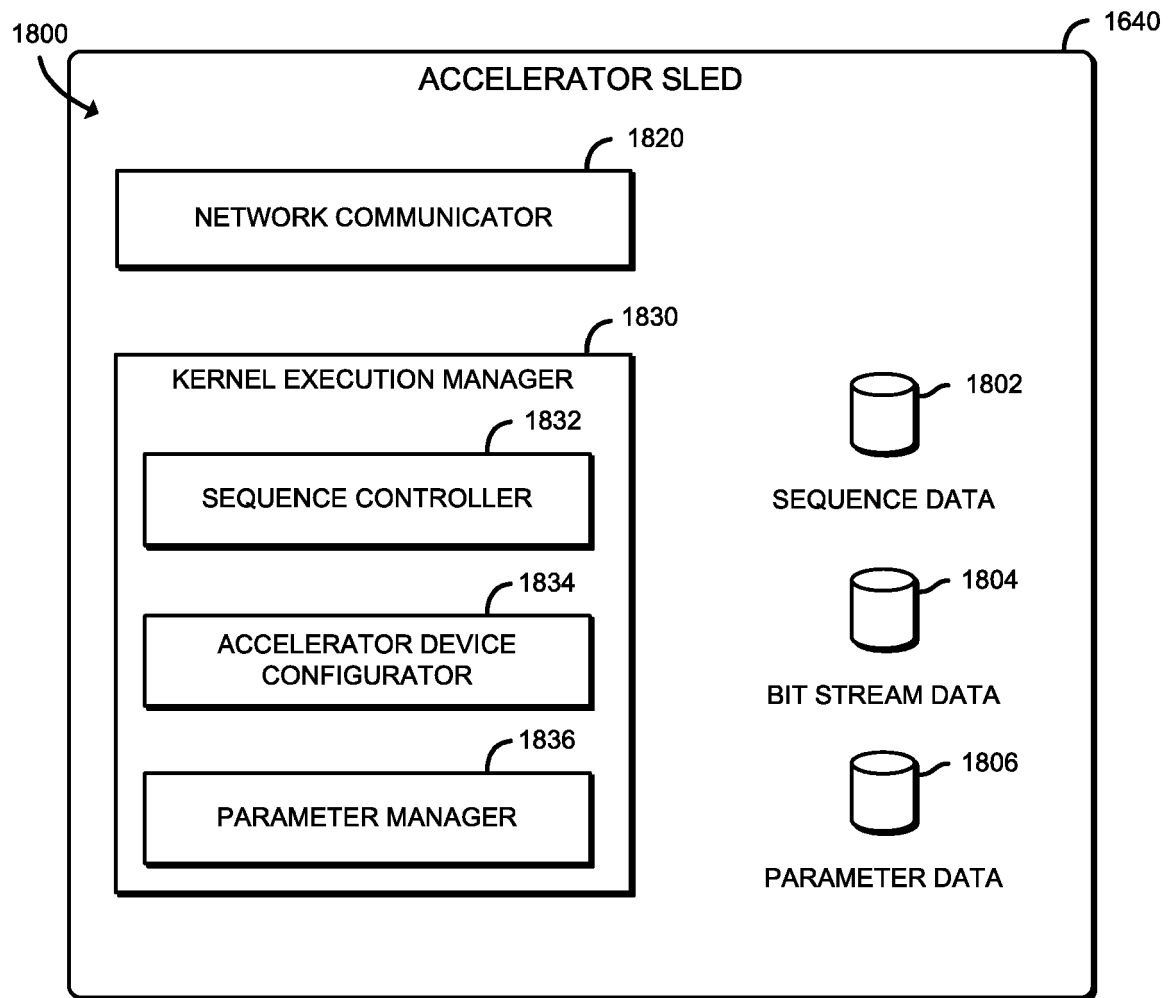 1800
1640
ACCELERATOR SLED
1820
NETWORK COMMUNICATOR
1830
KERNEL EXECUTION MANAGER
1832
SEQUENCE CONTROLLER
1834
ACCELERATOR DEVICE
CONFIGURATOR
1836
PARAMETER MANAGER
1802
SEQUENCE DATA
1804
BIT STREAM DATA
1806
PARAMETER DATA